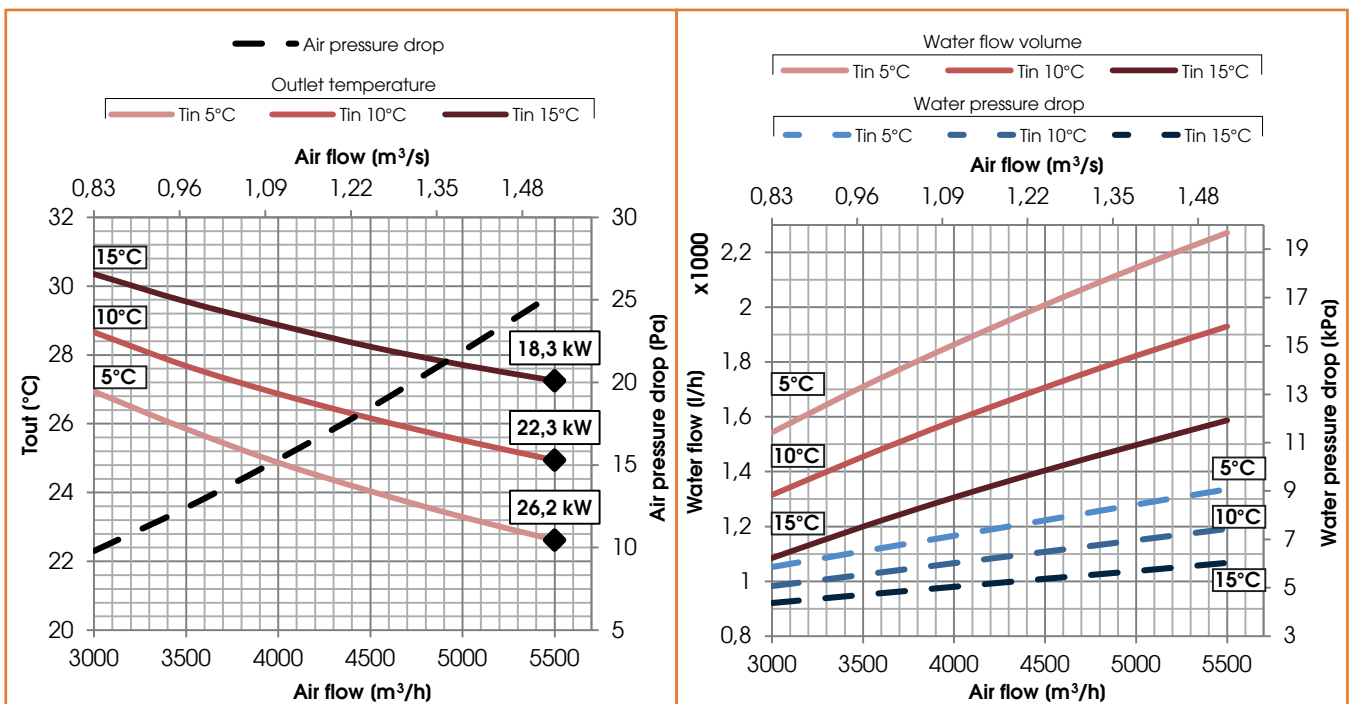 Air pressure drop
Outlet temperature
Tin 5°C Tin 10°C Tin 15°C
Air flow (m³/s)
0,83 0,96 1,09 1,22 1,35 1,48
32 30
15°C
30
10°C
25
28
5°C
18,3 kW
20
26
22,3 kW
15
24
26,2 kW
10
22
20 5
3000 3500 4000 4500 5000 5500
Air flow (m³/h)
Tout (°C)
Air pressure drop (Pa)
Water flow volume
Tin 5°C Tin 10°C Tin 15°C
Water pressure drop
Tin 5°C Tin 10°C Tin 15°C
Air flow (m³/s)
0,83 0,96 1,09 1,22 1,35 1,48
x1000
2,2 19
2 17
1,8 15
5°C
13
1,6
10°C
11
1,4
5°C
9
15°C
1,2
10°C
7
1
15°C
5
0,8 3
3000 3500 4000 4500 5000 5500
Air flow (m³/h)
Water flow (l/h)
Water pressure drop (kPa)